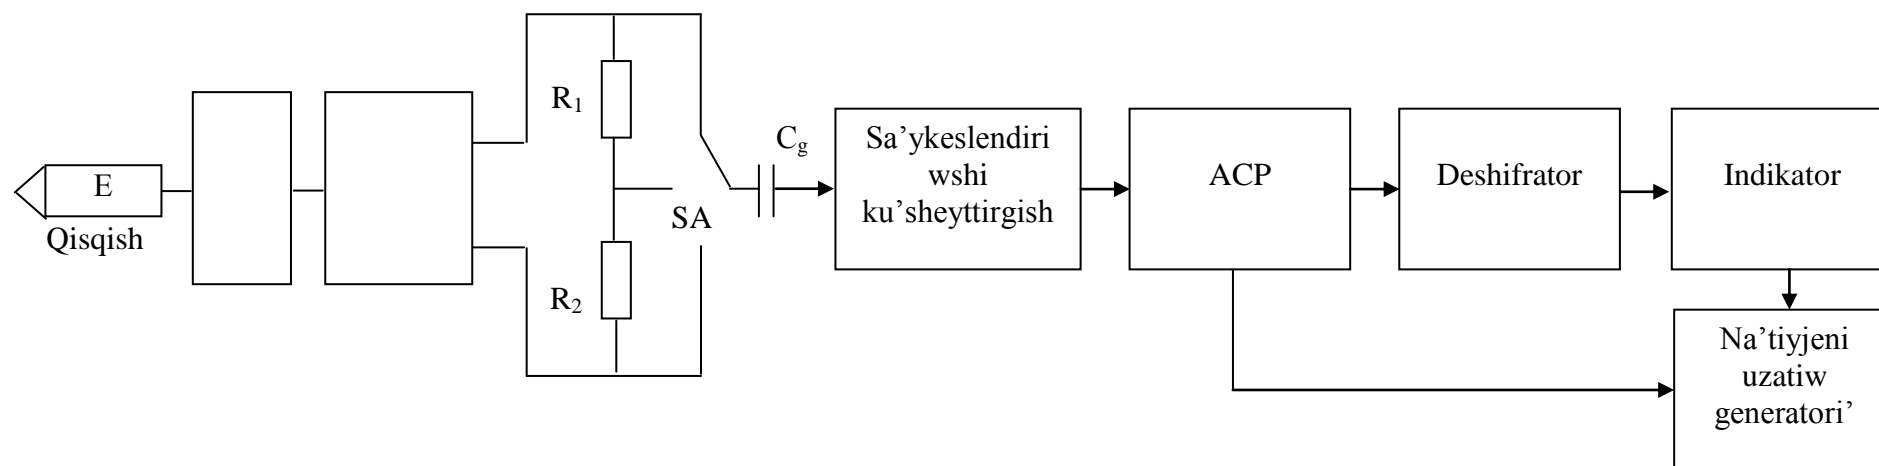 E
Qisqish
R₁
R₂
SA
Cg
Sa’ykeslendiri
wshi
ku’sheyttirgish
ACP
Deshifrator
Indikator
Na’tiyjeni
uzatiw
generatori’